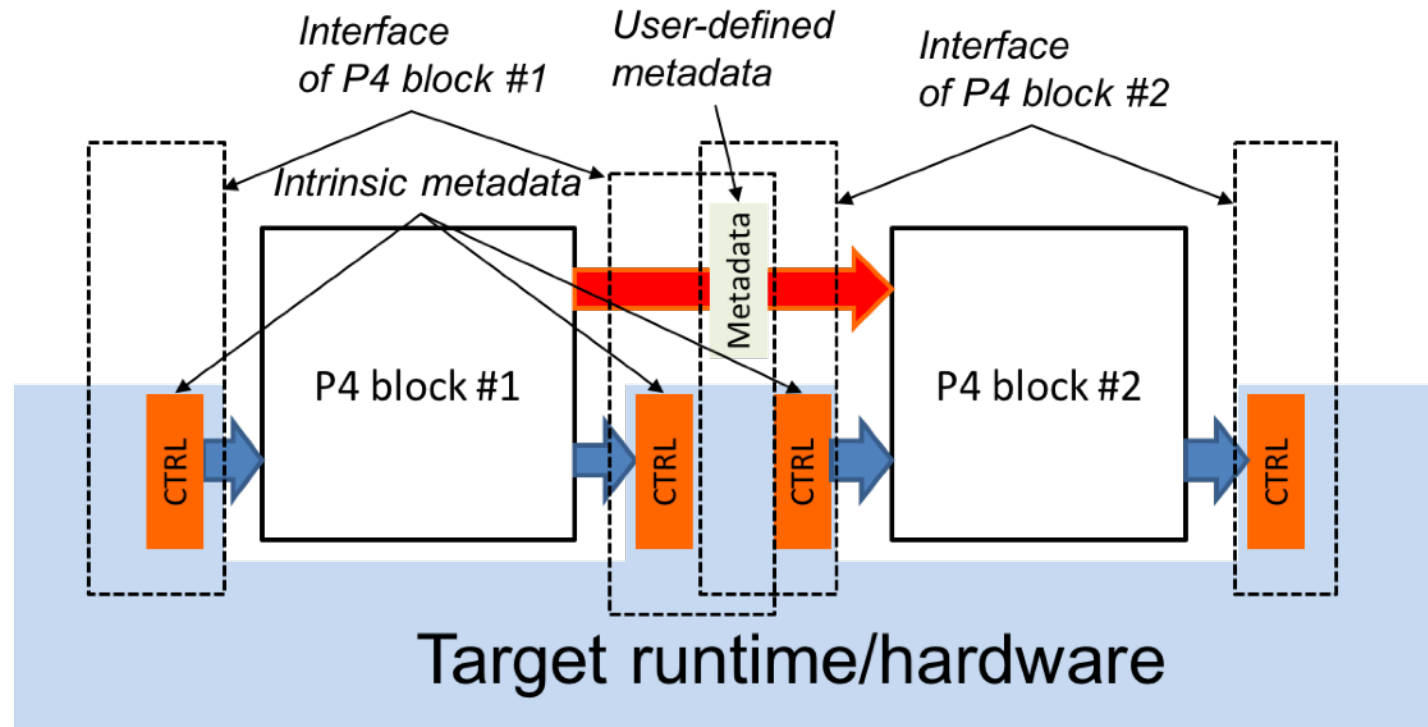 Interface
of P4 block #1
User-defined
metadata
Interface
of P4 block #2
Intrinsic metadata
Metadata
P4 block #1
P4 block #2
CTRL
CTRL
CTRL
CTRL
Target runtime/hardware